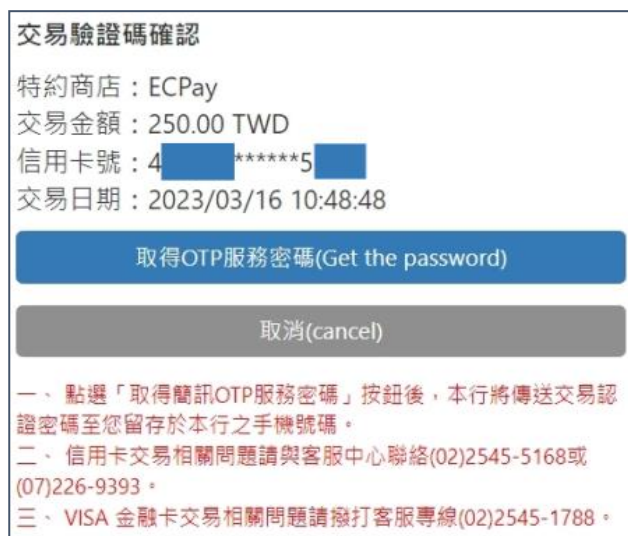 交易驗證碼確認
特約商店：ECPay
交易金額：250.00 TWD
信用卡號：4 ******5
交易日期：2023/03/16 10:48:48
取得OTP服務密碼(Get the password)
取消(cancel)
一、 點選「取得簡訊OTP服務密碼」按鈕後，本行將傳送交易認
證密碼至您留存於本行之手機號碼。
二、 信用卡交易相關問題請與客服中心聯絡(02)2545-5168或
(07)226-9393。
三、 VISA 金融卡交易相關問題請撥打客服專線(02)2545-1788。